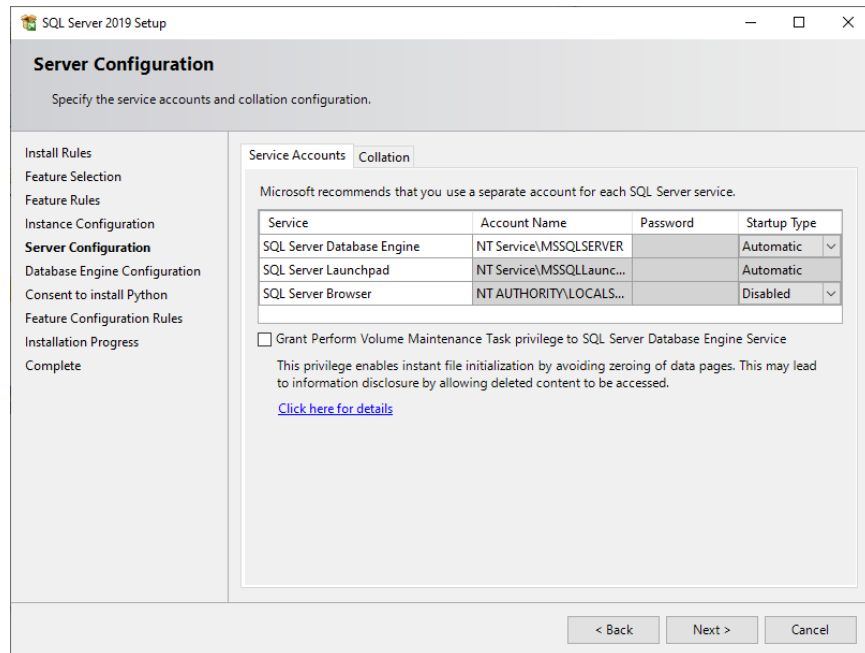 SQL Server 2019 Setup
Server Configuration
Specify the service accounts and collation configuration.
Install Rules
Feature Selection
Feature Rules
Instance Configuration
Server Configuration
Database Engine Configuration
Consent to install Python
Feature Configuration Rules
Installation Progress
Complete
Service Accounts Collation
Microsoft recommends that you use a separate account for each SQL Server service.
Service Account Name Password Startup Type
SQL Server Database Engine NT Service\MSSQLSERVER Automatic
SQL Server Launchpad NT Service\MSSQLLaunc... Automatic
SQL Server Browser NT AUTHORITY\LOCALS... Disabled
Grant Perform Volume Maintenance Task privilege to SQL Server Database Engine Service
This privilege enables instant file initialization by avoiding zeroing of data pages. This may lead
to information disclosure by allowing deleted content to be accessed.
Click here for details
< Back Next > Cancel